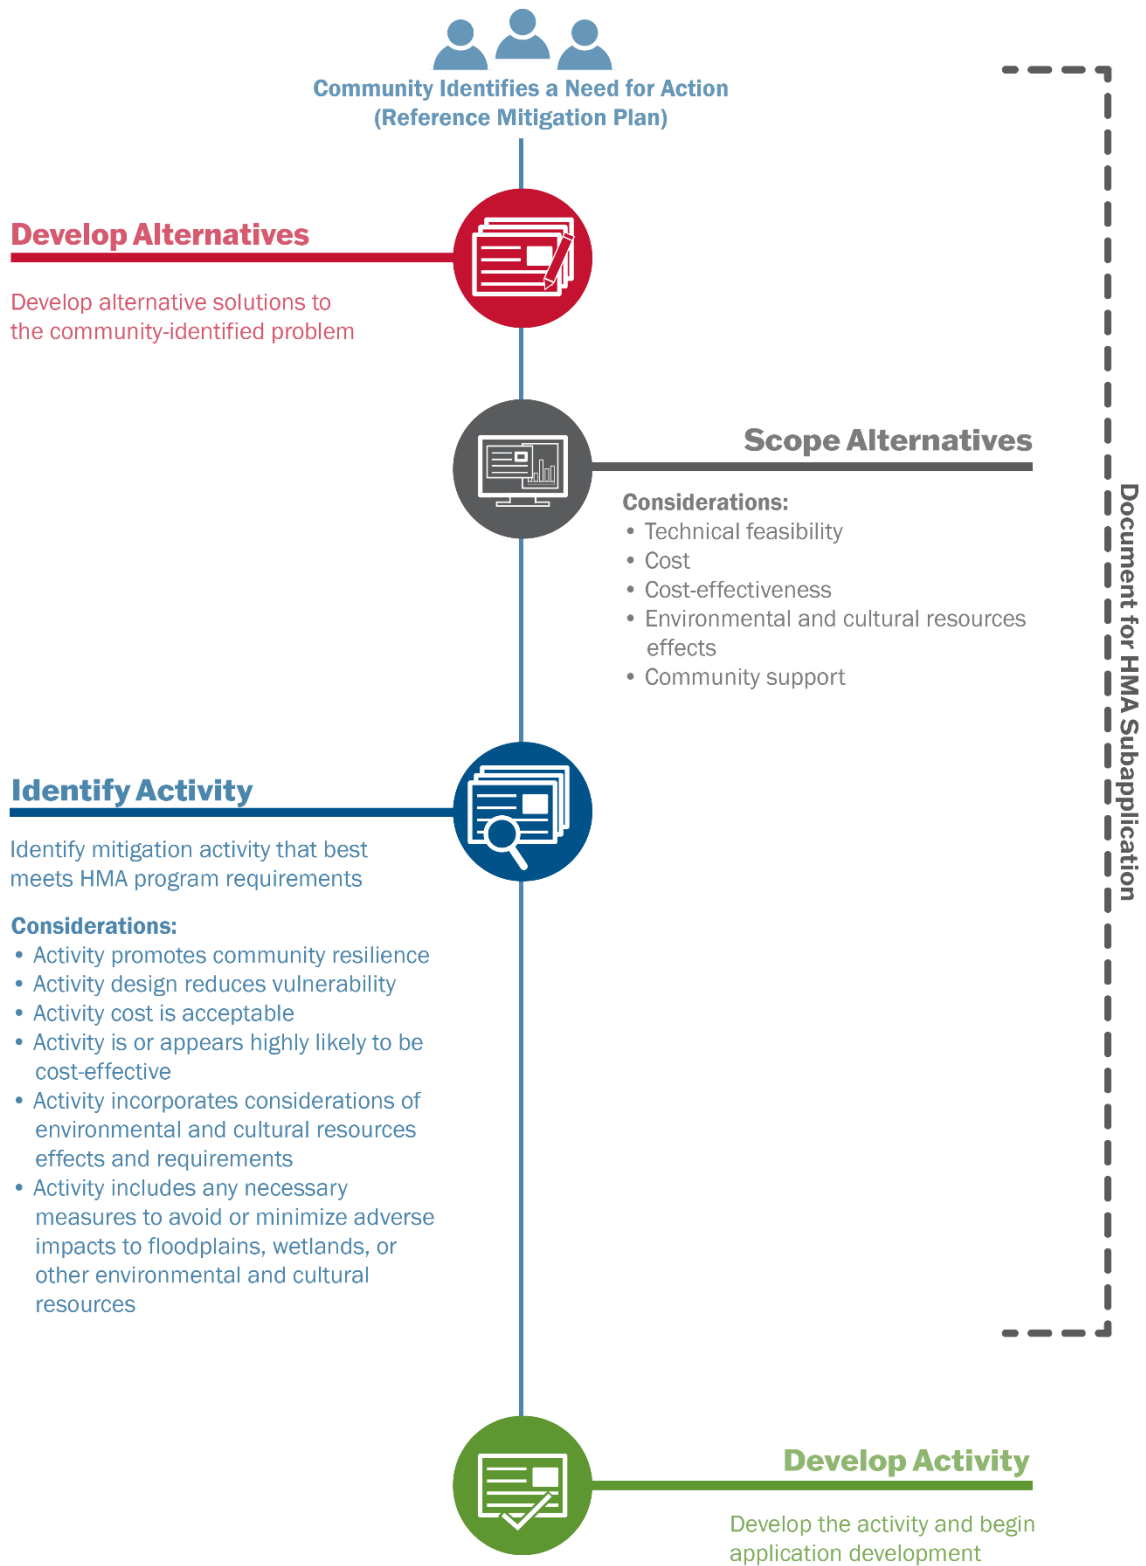 Community Identifies a Need for Action
(Reference Mitigation Plan)
Develop Alternatives
Develop alternative solutions to
the community-identified problem
Scope Alternatives
Considerations:
• Technical feasibility
• Cost
• Cost-effectiveness
• Environmental and cultural resources
effects
• Community support
Identify Activity
Identify mitigation activity that best
meets HMA program requirements
Considerations:
• Activity promotes community resilience
• Activity design reduces vulnerability
• Activity cost is acceptable
• Activity is or appears highly likely to be
cost-effective
• Activity incorporates considerations of
environmental and cultural resources
effects and requirements
• Activity includes any necessary
measures to avoid or minimize adverse
impacts to floodplains, wetlands, or
other environmental and cultural
resources
Develop Activity
Develop the activity and begin
application development
Document for HMA Subapplication